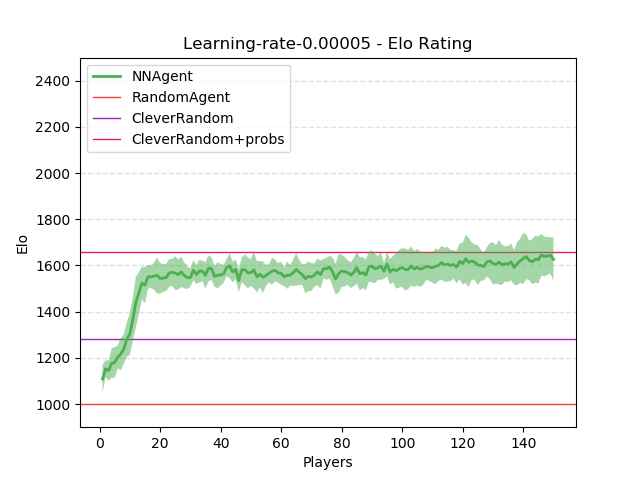 Learning-rate-0.00005 - Elo Rating
NNAgent
RandomAgent
CleverRandom
CleverRandom+probs
2400
2200
2000
1800
1600
1400
1200
1000
Elo
0 20 40 60 80 100 120 140
Players